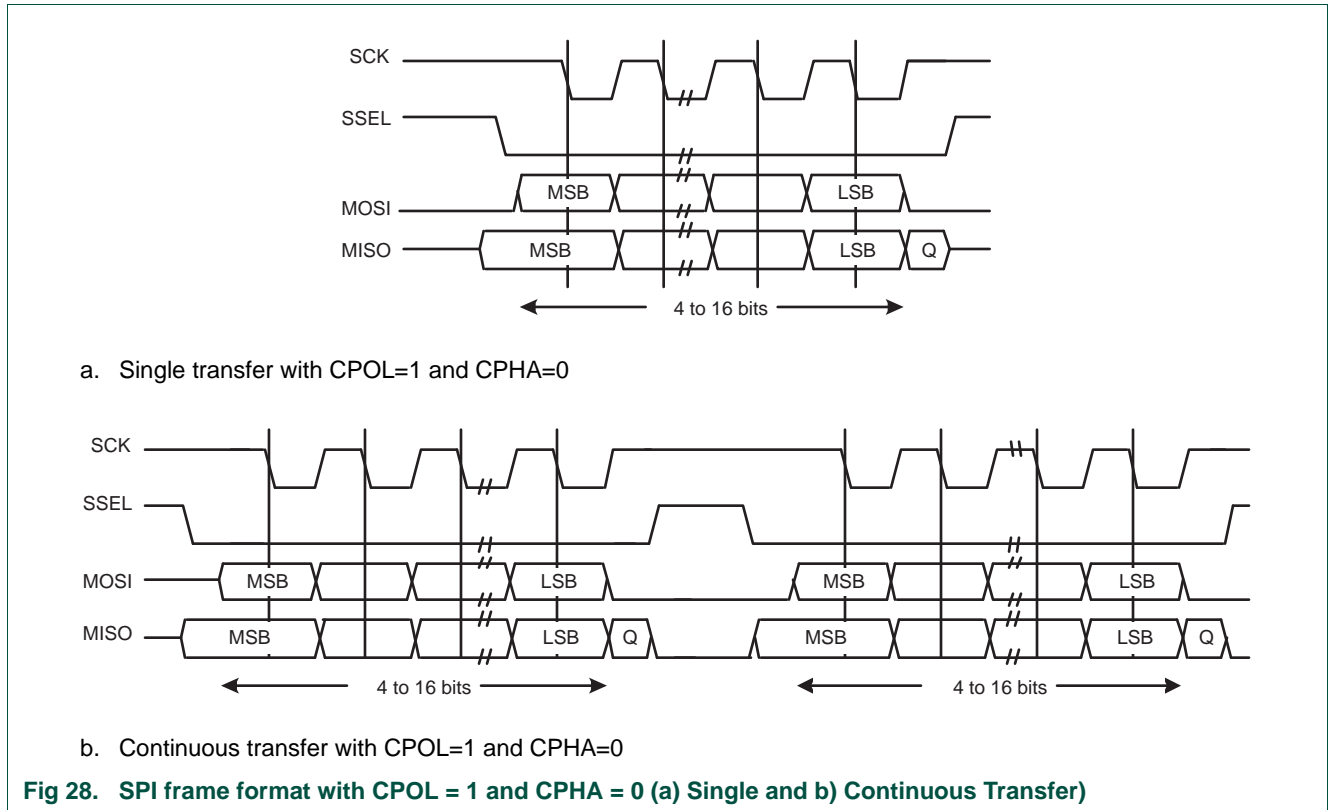 SCK
SSEL
MOSI MSB LSB
MISO MSB LSB Q
4 to 16 bits
a. Single transfer with CPOL=1 and CPHA=0
SCK
SSEL
MOSI MSB LSB MSB LSB
MISO MSB LSB Q MSB LSB Q
4 to 16 bits 4 to 16 bits
b. Continuous transfer with CPOL=1 and CPHA=0
Fig 28. SPI frame format with CPOL = 1 and CPHA = 0 (a) Single and b) Continuous Transfer)